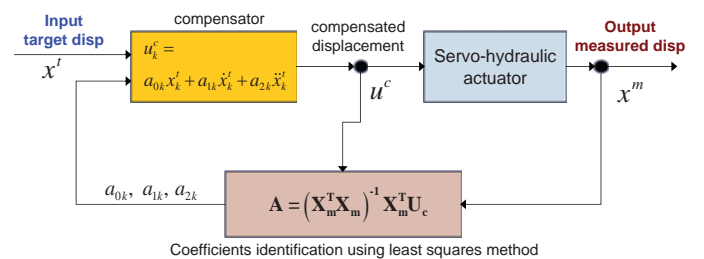 Input
target disp
x^t
compensator
u_k^c =
a_{0k}x_k^t + a_{1k}ẋ_k^t + a_{2k}ẍ_k^t
compensated
displacement
u^c
Servo-hydraulic
actuator
Output
measured disp
x^m
a_{0k}, a_{1k}, a_{2k}
A = (X_m^T X_m)^{-1} X_m^T U_c
Coefficients identification using least squares method